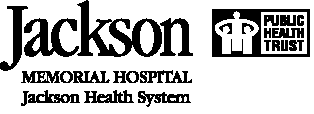 Jackson
MEMORIAL HOSPITAL
Jackson Health System
PUBLIC
HEALTH
TRUST